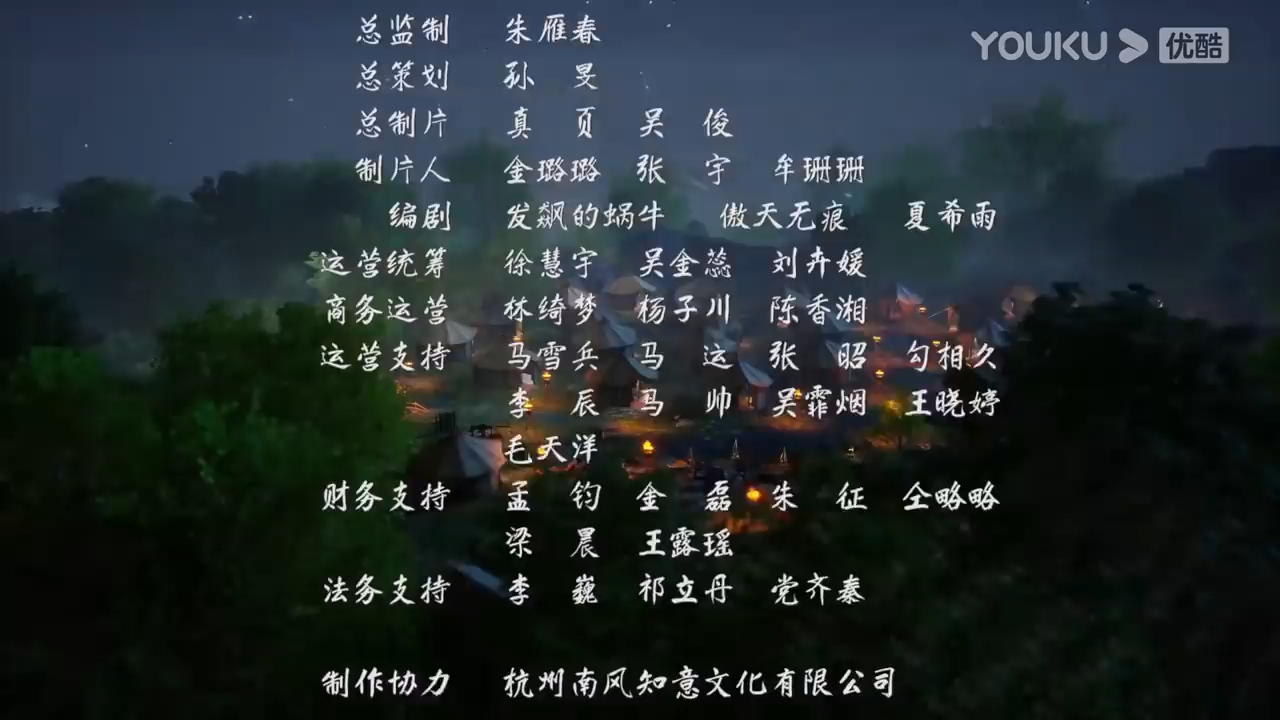 YOUKU 优酷
总监制 朱雁春
总策划 孙旻
总制片 真页 吴俊
制片人 金璐璐 张宇 牟珊珊
编剧 发飙的蜗牛 傲天无痕 夏希雨
运营统筹 徐慧宇 吴金蕊 刘卉媛
商务运营 林绮梦 杨子川 陈香湘
运营支持 马雪兵 马运 张昭 勾相久
李辰 马帅 吴霏烟 王晓婷
毛天洋
财务支持 孟钧 金磊 朱征 仝略略
梁晨 王露瑶
法务支持 李巍 祁立丹 党齐秦
制作协力 杭州南风知意文化有限公司